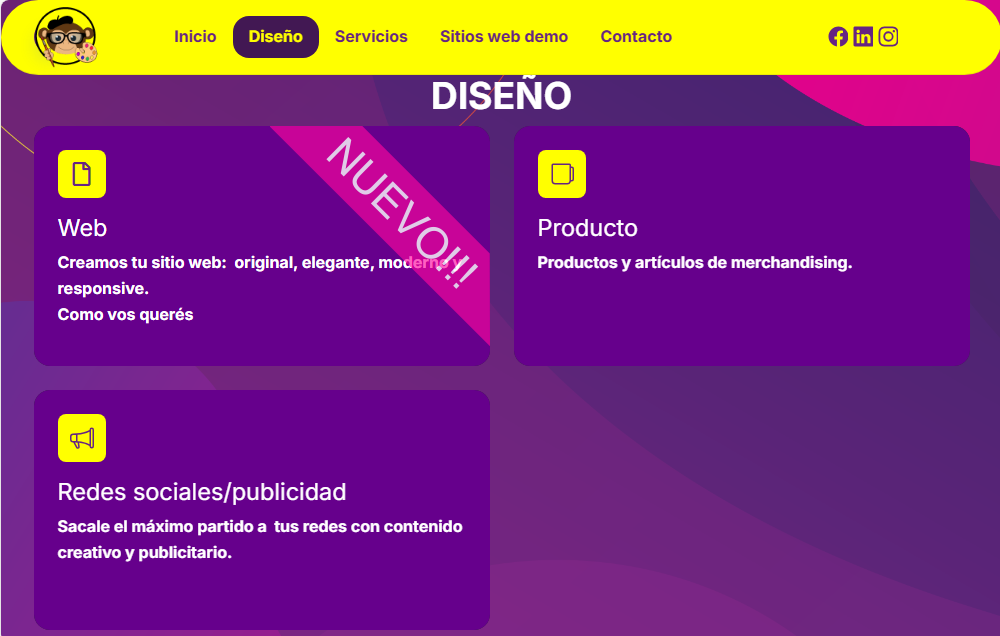 Inicio
Diseño
Servicios
Sitios web demo
Contacto
DISEÑO
NUEVO!!!
Web
Creamos tu sitio web:  original, elegante, moderno y
responsive.
Como vos querés
Producto
Productos y artículos de merchandising.
Redes sociales/publicidad
Sacale el máximo partido a  tus redes con contenido
creativo y publicitario.